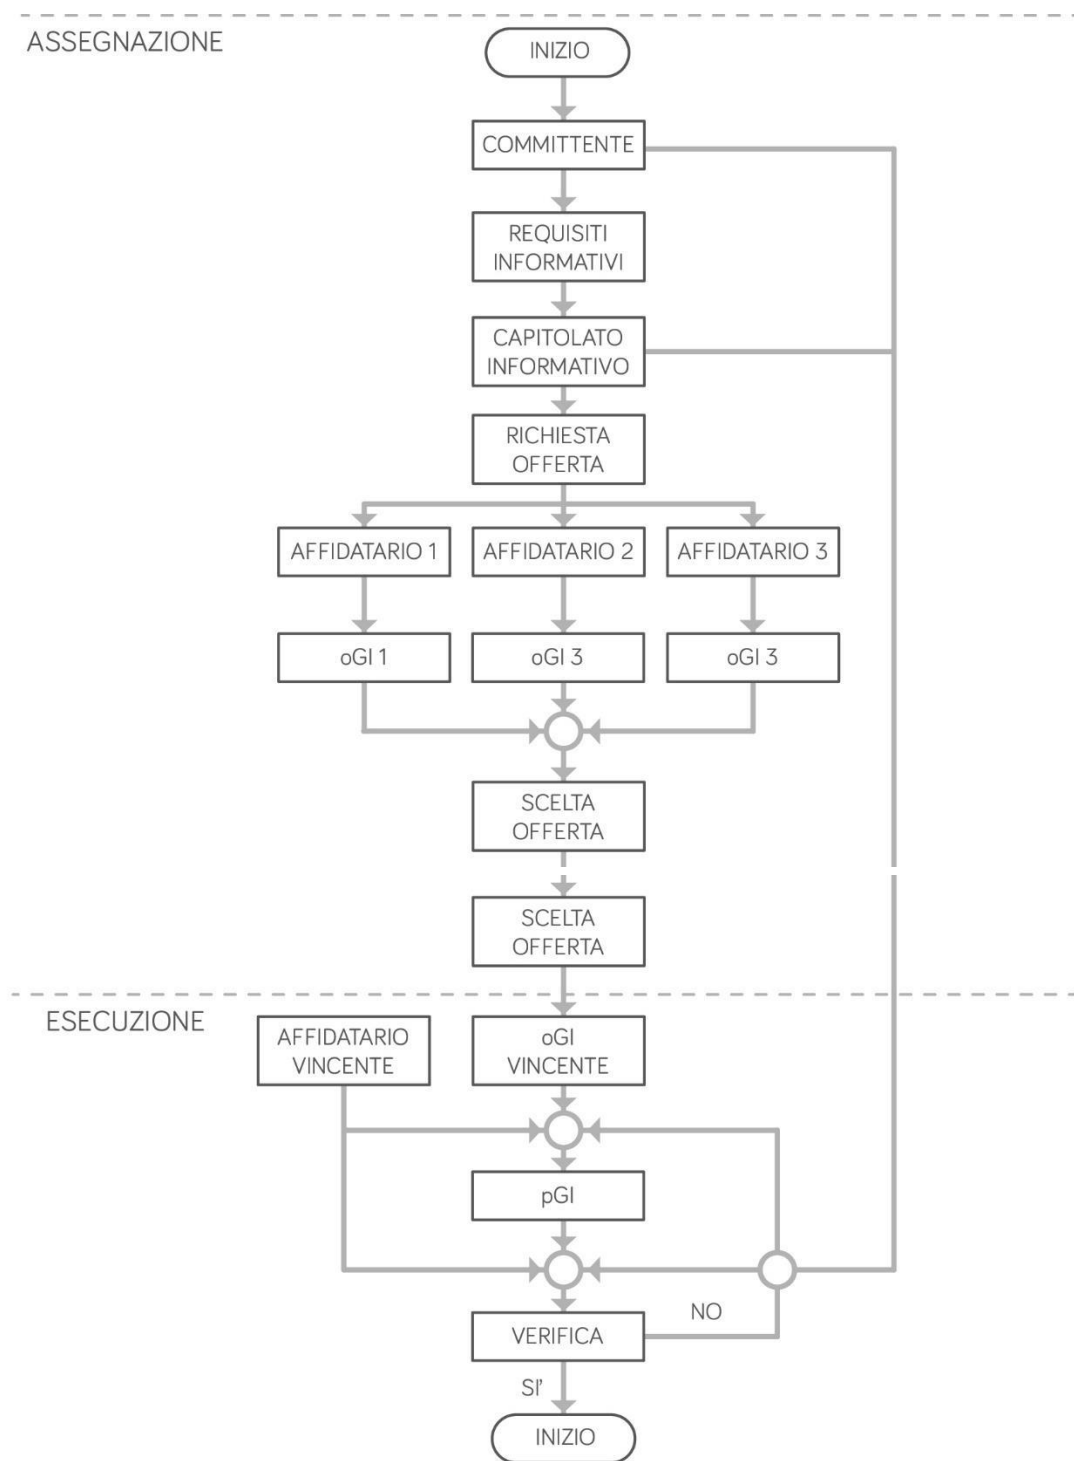 ASSEGNAZIONE
INIZIO
COMMITTENTE
REQUISITI
INFORMATIVI
CAPITOLATO
INFORMATIVO
RICHIESTA
OFFERTA
AFFIDATARIO 1
AFFIDATARIO 2
AFFIDATARIO 3
oGI 1
oGI 3
oGI 3
SCELTA
OFFERTA
SCELTA
OFFERTA
ESECUZIONE
AFFIDATARIO
VINCENTE
oGI
VINCENTE
pGI
NO
VERIFICA
SI'
INIZIO